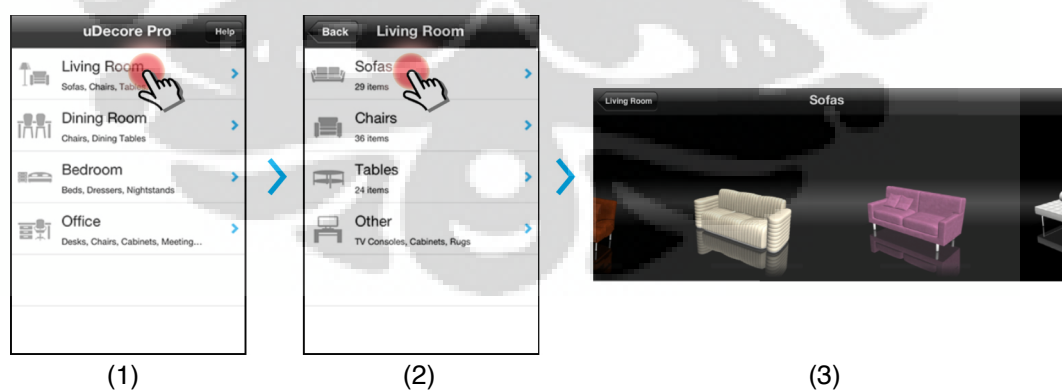 uDecore Pro
Help
Living Room
Sofas, Chairs, Tabl
Dining Room
Chairs, Dining Tables
Bedroom
Beds, Dressers, Nightstands
Office
Desks, Chairs, Cabinets, Meeting...
(1)
Back
Living Room
Sofas
29 items
Chairs
36 items
Tables
24 items
Other
TV Consoles, Cabinets, Rugs
(2)
Living Room
Sofas
(3)